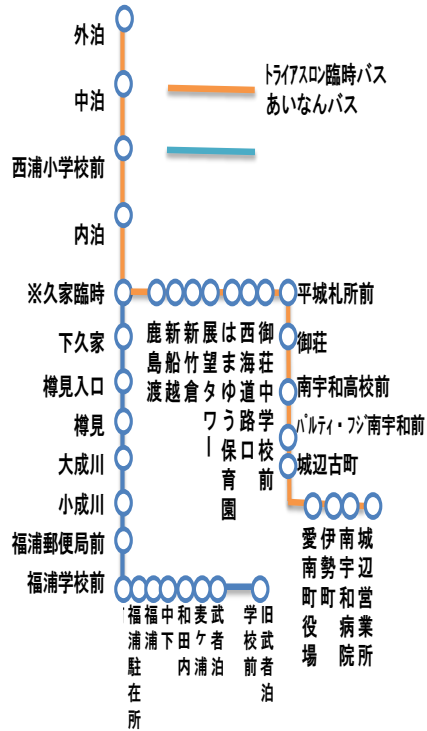 外泊
中泊
西浦小学校前
内泊
※久家臨時
下久家
樽見入口
樽見
大成川
小成川
福浦郵便局前
福浦学校前
ﾄﾗｲｱｽﾛﾝ臨時バス
あいなんバス
鹿島渡
新船越
新竹倉
展望タワー
はまゆう保育園
西海道路口
御荘中学校前
平城札所前
御荘
南宇和高校前
ﾊﾟﾙﾃｨ・ﾌｼﾞ南宇和前
城辺古町
愛南町役場
伊勢町
南宇和病院
城辺営業所
福浦駐在所
福浦
中下
和田内
麦ケ浦
武者泊
学校前
旧武者泊